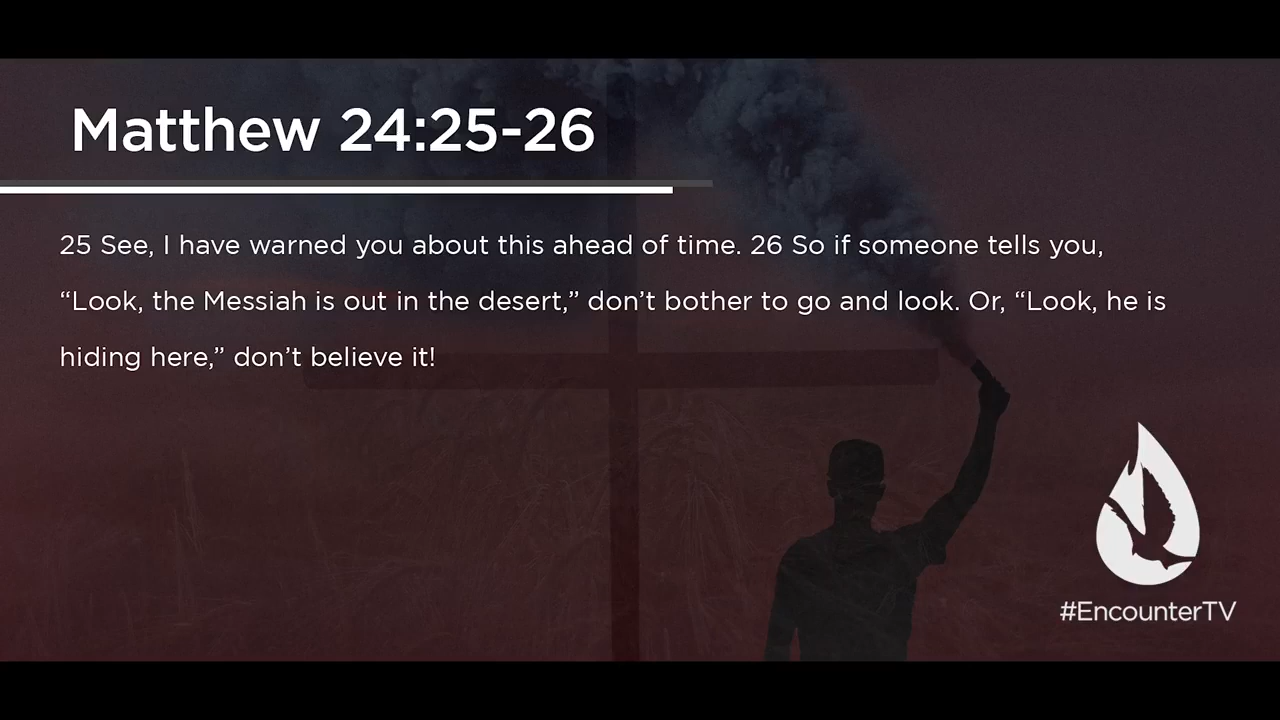 Matthew 24:25-26
25 See, I have warned you about this ahead of time. 26 So if someone tells you,
“Look, the Messiah is out in the desert,” don’t bother to go and look. Or, “Look, he is
hiding here,” don’t believe it!
#EncounterTV